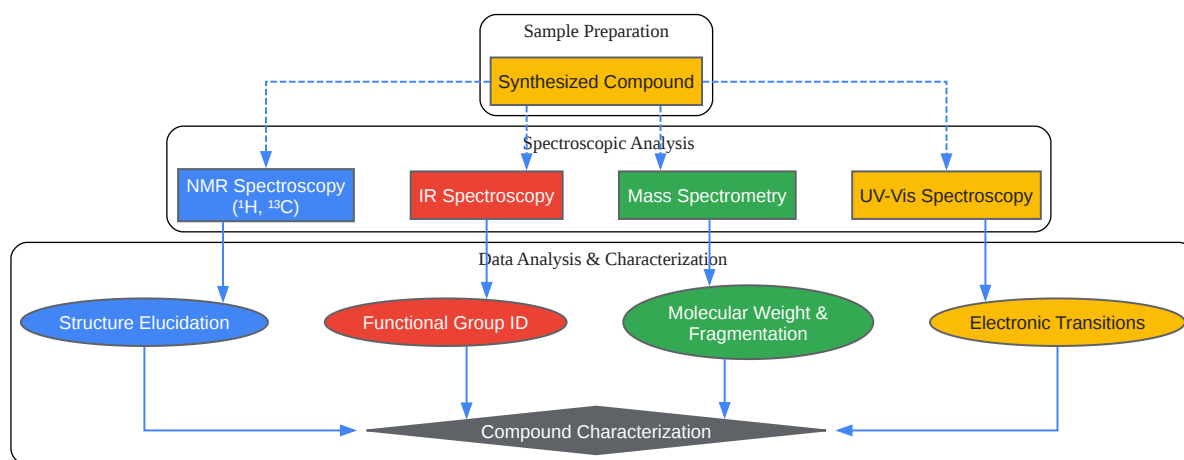 Sample Preparation
Synthesized Compound
Spectroscopic Analysis
NMR Spectroscopy
(¹H, ¹³C)
IR Spectroscopy
Mass Spectrometry
UV-Vis Spectroscopy
Data Analysis & Characterization
Structure Elucidation
Functional Group ID
Molecular Weight &
Fragmentation
Electronic Transitions
Compound Characterization